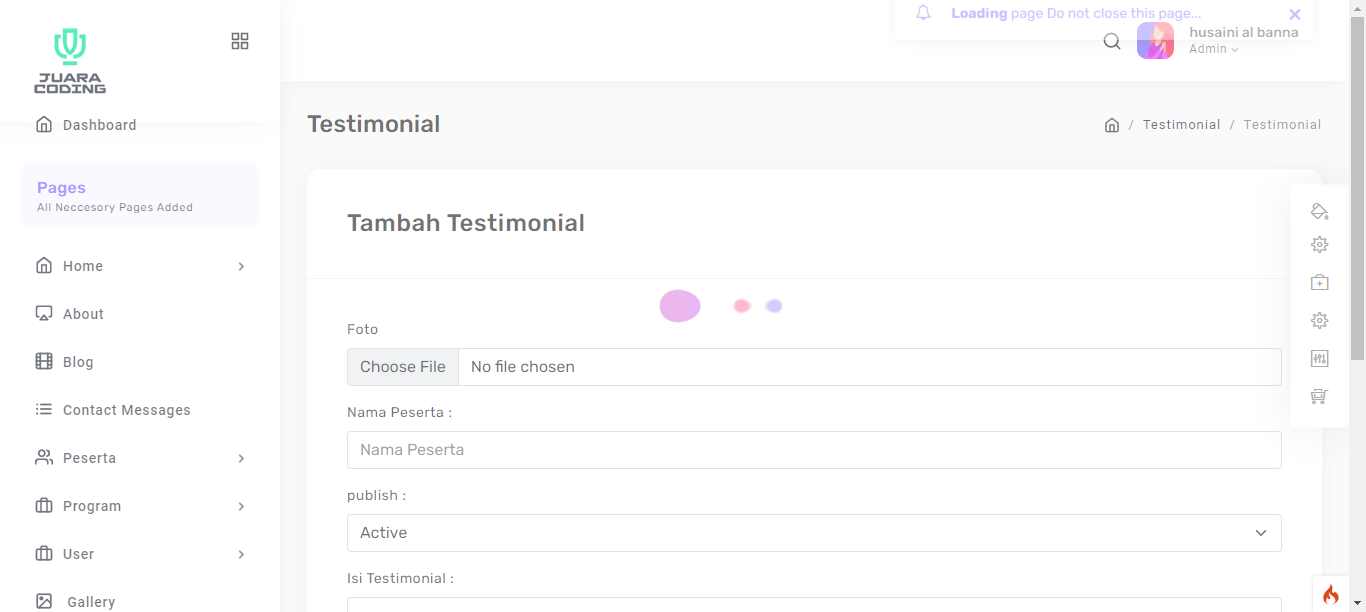 JUARA
CODING
Loading page Do not close this page...
husaini al banna
Admin
Dashboard
Pages
All Neccesory Pages Added
Home
About
Blog
Contact Messages
Peserta
Program
User
Gallery
Testimonial
/ Testimonial / Testimonial
Tambah Testimonial
Foto
Choose File No file chosen
Nama Peserta :
Nama Peserta
publish :
Active
Isi Testimonial :